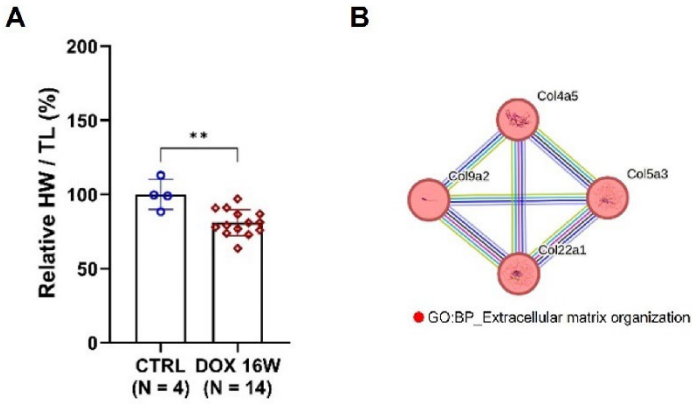 A
B
Relative HW / TL (%)
200
150
100
50
0
**
CTRL
(N = 4)
DOX 16W
(N = 14)
Col4a5
Col9a2
Col5a3
Col22a1
GO:BP_Extracellular matrix organization